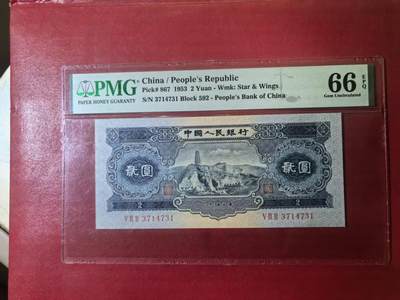 PMG
PAPER MONEY GUARANTY
China / People's Republic
Pick# 867 1953 2 Yuan - Wmk: Star & Wings
S/N 3714731 Block 592 - People's Bank of China
66 EPQ
Gem Uncirculated
中國人民銀行
貳圓 貳圓
2 2
3714731
3714731